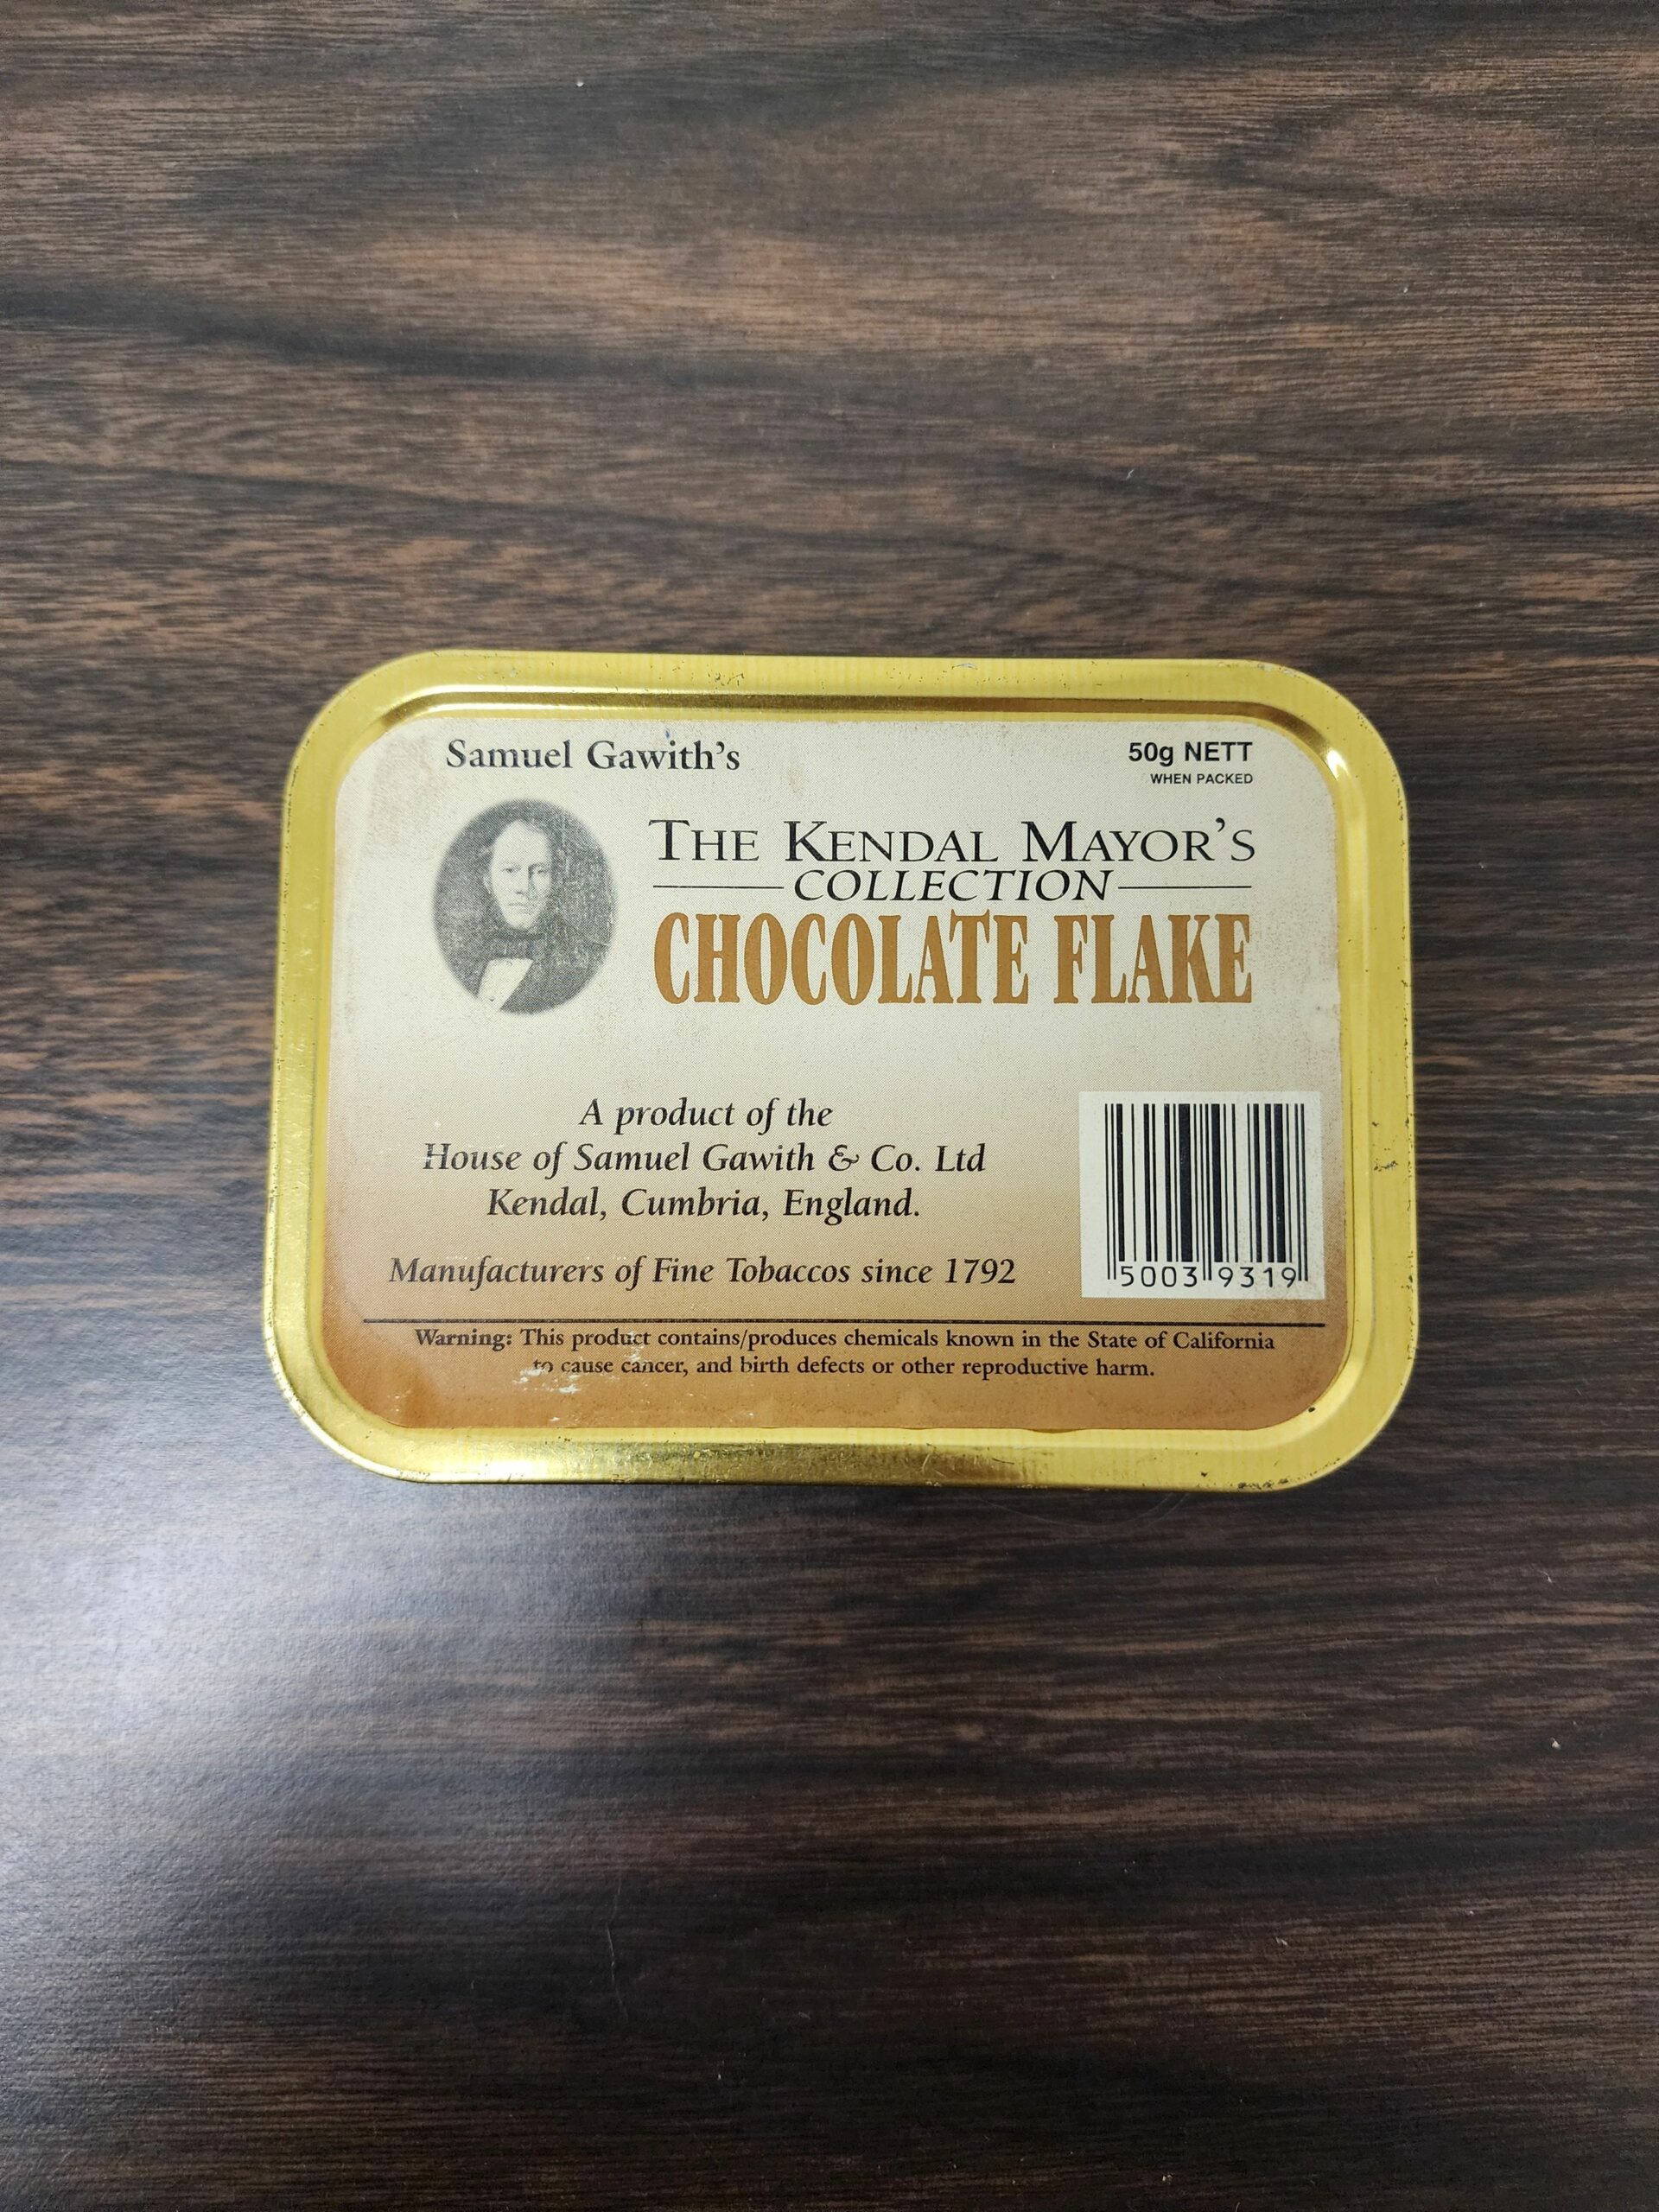 Samuel Gawith's
50g NETT
WHEN PACKED
THE KENDAL MAYOR'S
COLLECTION
CHOCOLATE FLAKE
A product of the
House of Samuel Gawith & Co. Ltd
Kendal, Cumbria, England.
Manufacturers of Fine Tobaccos since 1792
5003 9319
Warning: This product contains/produces chemicals known in the State of California
to cause cancer, and birth defects or other reproductive harm.